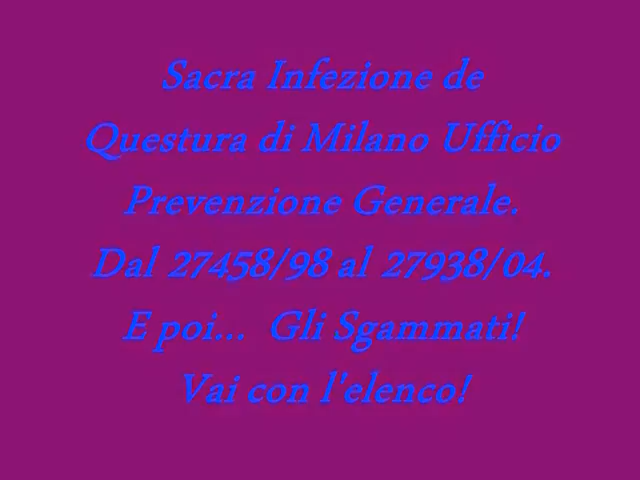 Sacra Infezione de
Questura di Milano Ufficio
Prevenzione Generale.
Dal 27458/98 al 27938/04.
E poi... Gli Sgammati!
Vai con l'elenco!